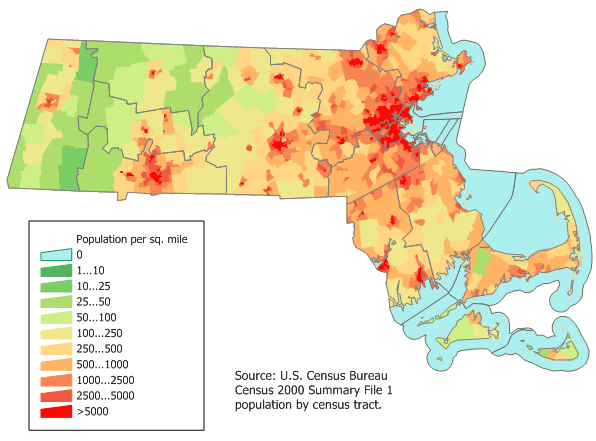 Population per sq. mile
0
1...10
10...25
25...50
50...100
100...250
250...500
500...1000
1000...2500
2500...5000
>5000
Source: U.S. Census Bureau
Census 2000 Summary File 1
population by census tract.